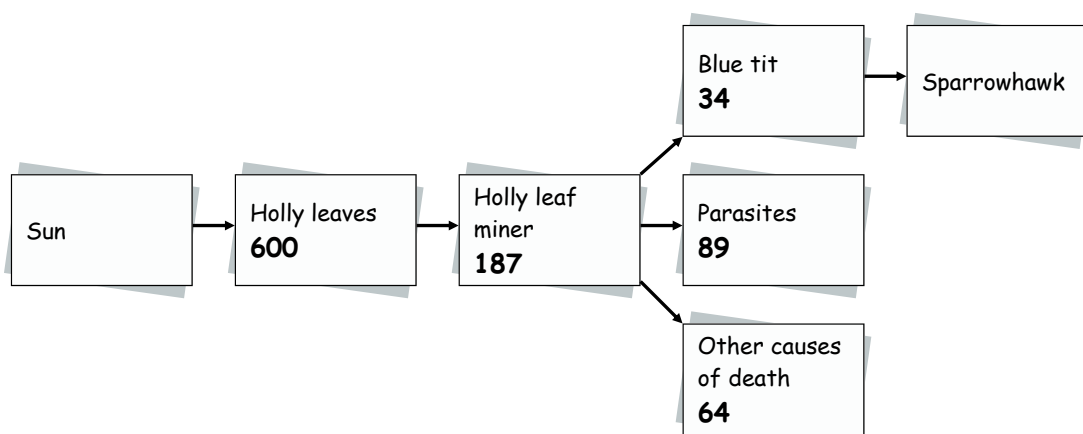 Sun
Holly leaves
600
Holly leaf
miner
187
Blue tit
34
Sparrowhawk
Parasites
89
Other causes
of death
64